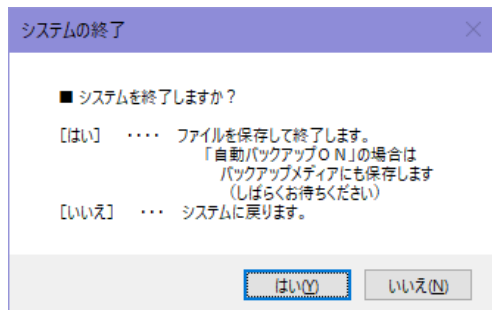 システムの終了
■ システムを終了しますか？
［はい］ ････ ファイルを保存して終了します。
「自動バックアップＯＮ」の場合は
バックアップメディアにも保存します
（しばらくお待ちください）
［いいえ］ ･･･ システムに戻ります。
はい(Y) いいえ(N)